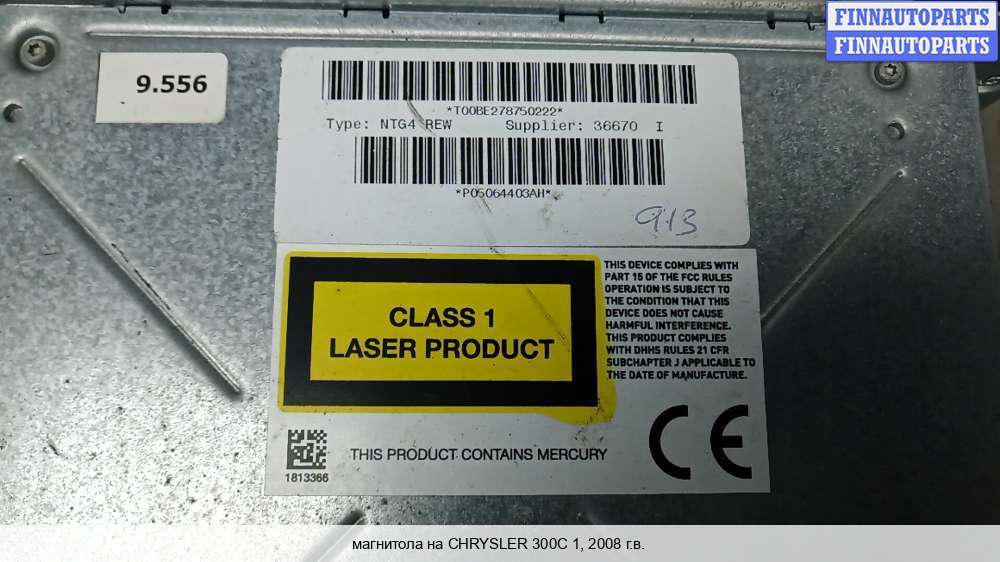 FINNAUTOPARTS
FINNAUTOPARTS
9.556
*T00BE278750222*
Type: NTG4 REW Supplier: 36670 I
*P05064403AH*
913
CLASS 1
LASER PRODUCT
THIS DEVICE COMPLIES WITH
PART 15 OF THE FCC RULES
OPERATION IS SUBJECT TO
THE CONDITION THAT THIS
DEVICE DOES NOT CAUSE
HARMFUL INTERFERENCE.
THIS PRODUCT COMPLIES
WITH DHHS RULES 21 CFR
SUBCHAPTER J APPLICABLE TO
THE DATE OF MANUFACTURE.
CE
THIS PRODUCT CONTAINS MERCURY
1813366
магнитола на CHRYSLER 300C 1, 2008 г.в.